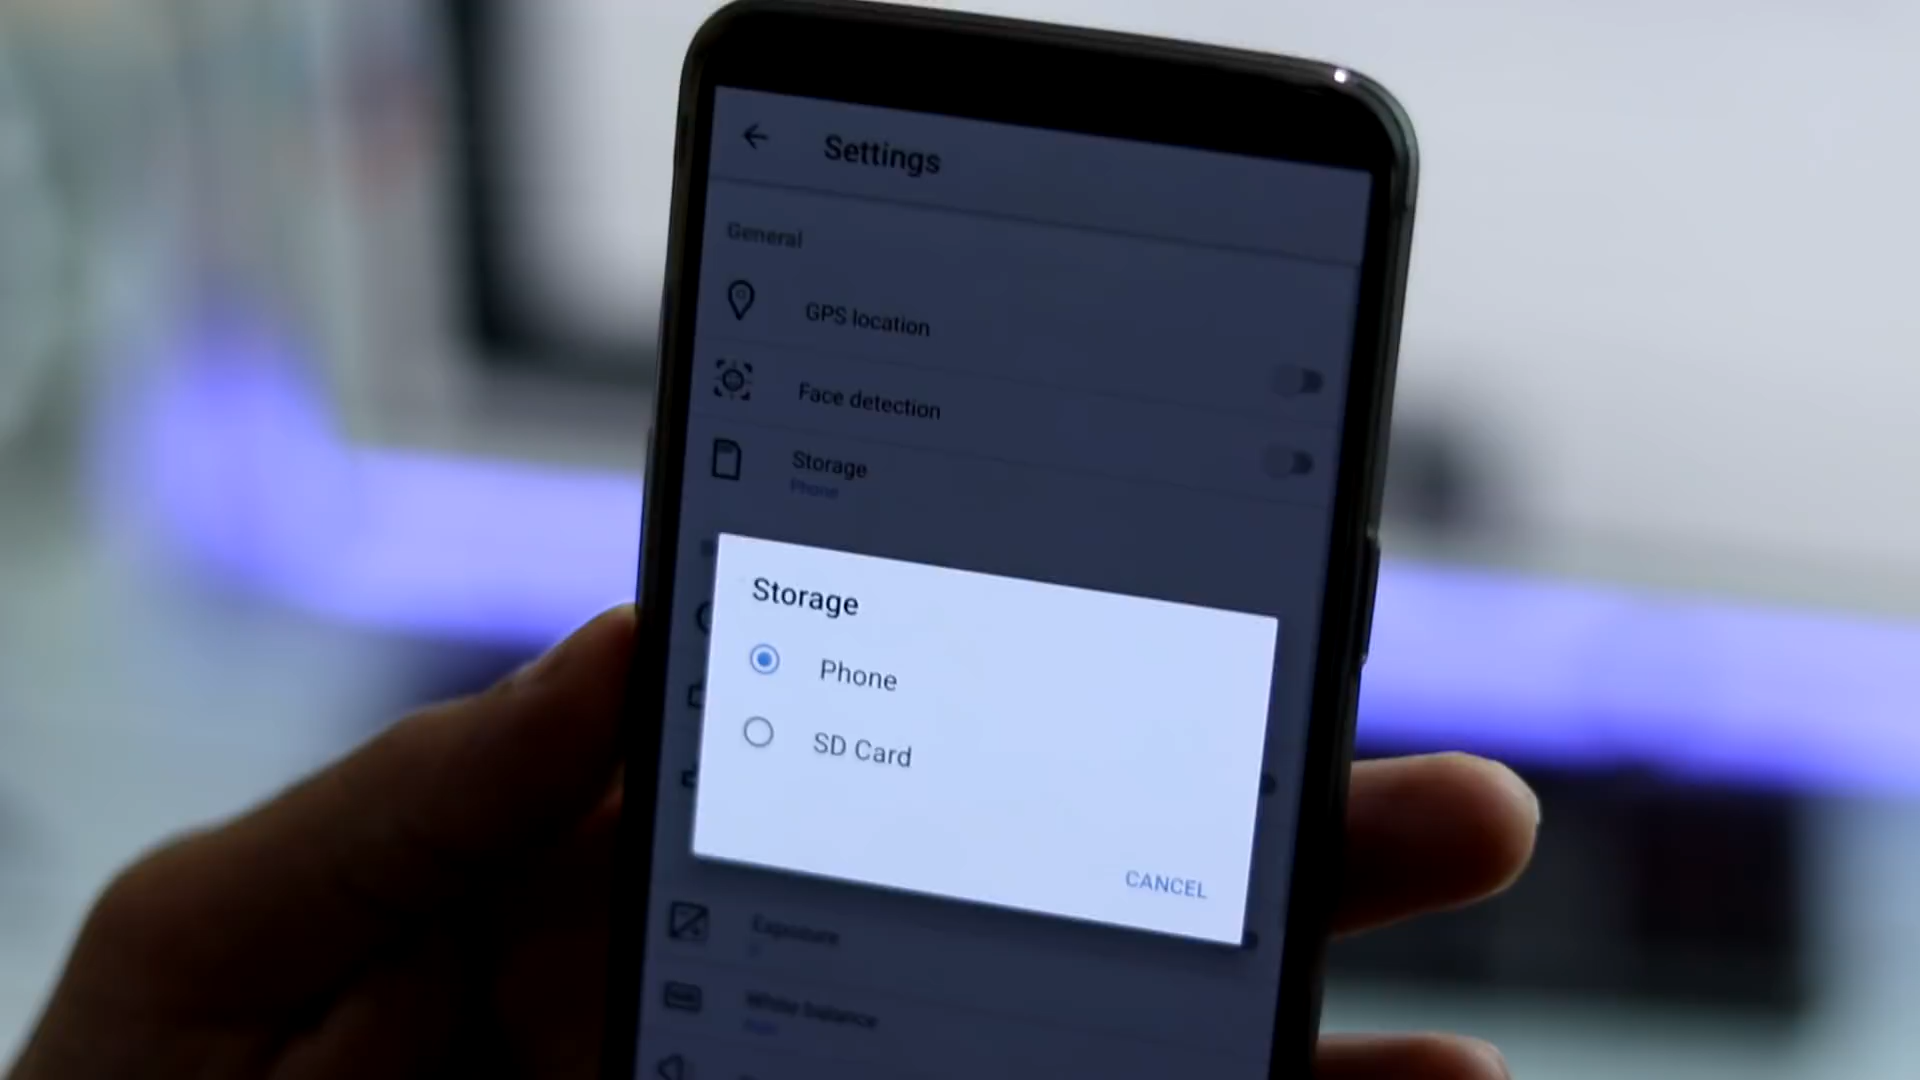 Settings
General
GPS location
Face detection
Storage
Phone
Storage
Phone
SD Card
CANCEL
Exposure
White balance